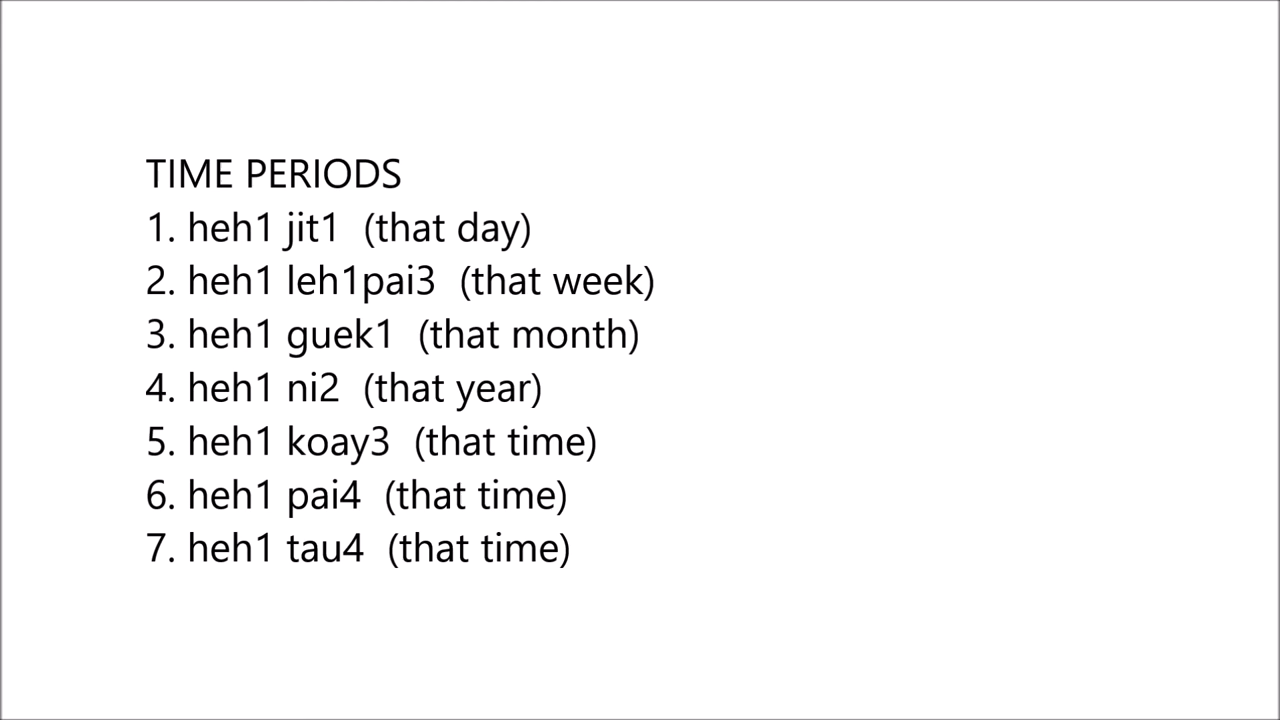 TIME PERIODS
1. heh1 jit1 (that day)
2. heh1 leh1pai3 (that week)
3. heh1 guek1 (that month)
4. heh1 ni2 (that year)
5. heh1 koay3 (that time)
6. heh1 pai4 (that time)
7. heh1 tau4 (that time)